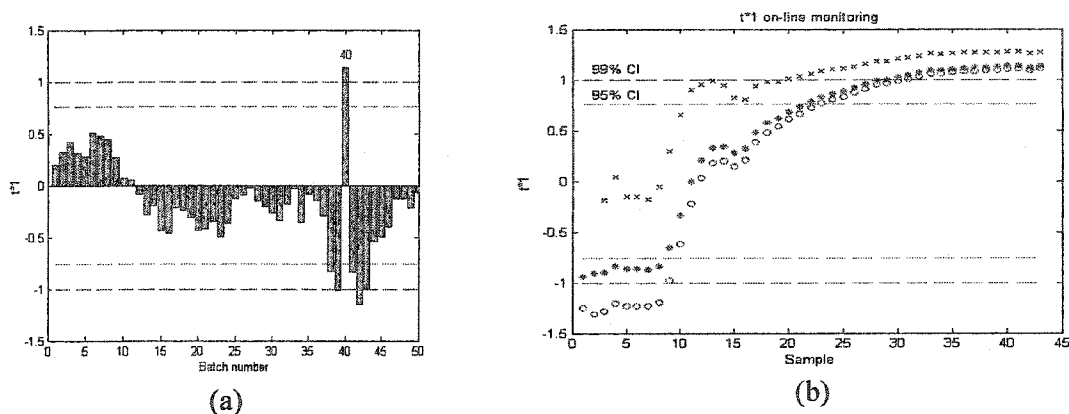 40
1.5
1
0.5
0
-0.5
-1
-1.5
t*1
0 5 10 15 20 25 30 35 40 45 50
Batch number
(a)
t*1 on-line monitoring
1.5
1
0.5
0
-0.5
-1
-1.5
t*1
99% CI
95% CI
0 5 10 15 20 25 30 35 40 45
Sample
(b)